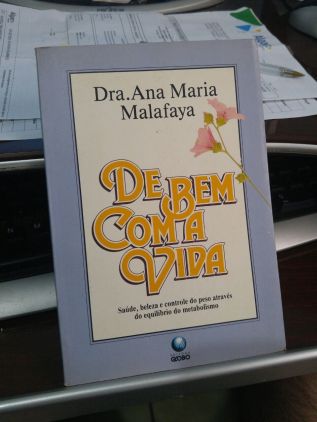 Dra. Ana Maria
Malafaya
DE BEM
COM A
VIDA
Saúde, beleza e controle do peso através
do equilíbrio do metabolismo
EDITORA
GLOBO